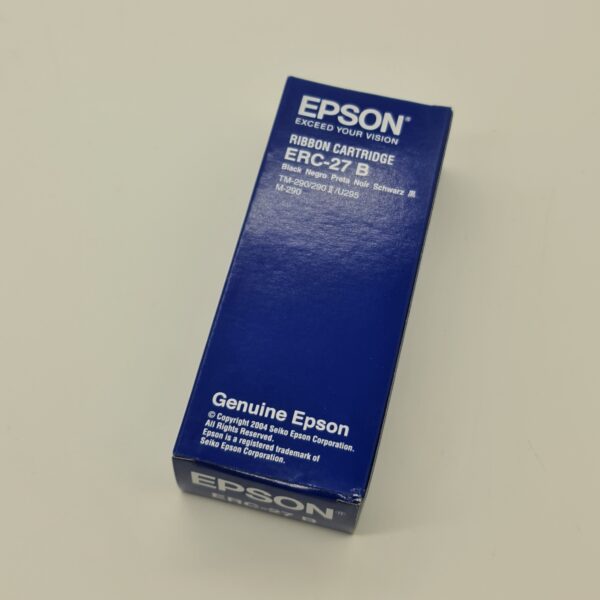 EPSON®
EXCEED YOUR VISION
RIBBON CARTRIDGE
ERC-27 B
Black Negro Preta Noir Schwarz 黒
TM-290/290 II/U295
M-290
Genuine Epson
© Copyright 2004 Seiko Epson Corporation.
All Rights Reserved.
Epson is a registered trademark of
Seiko Epson Corporation.
EPSON®
ERC-27 B